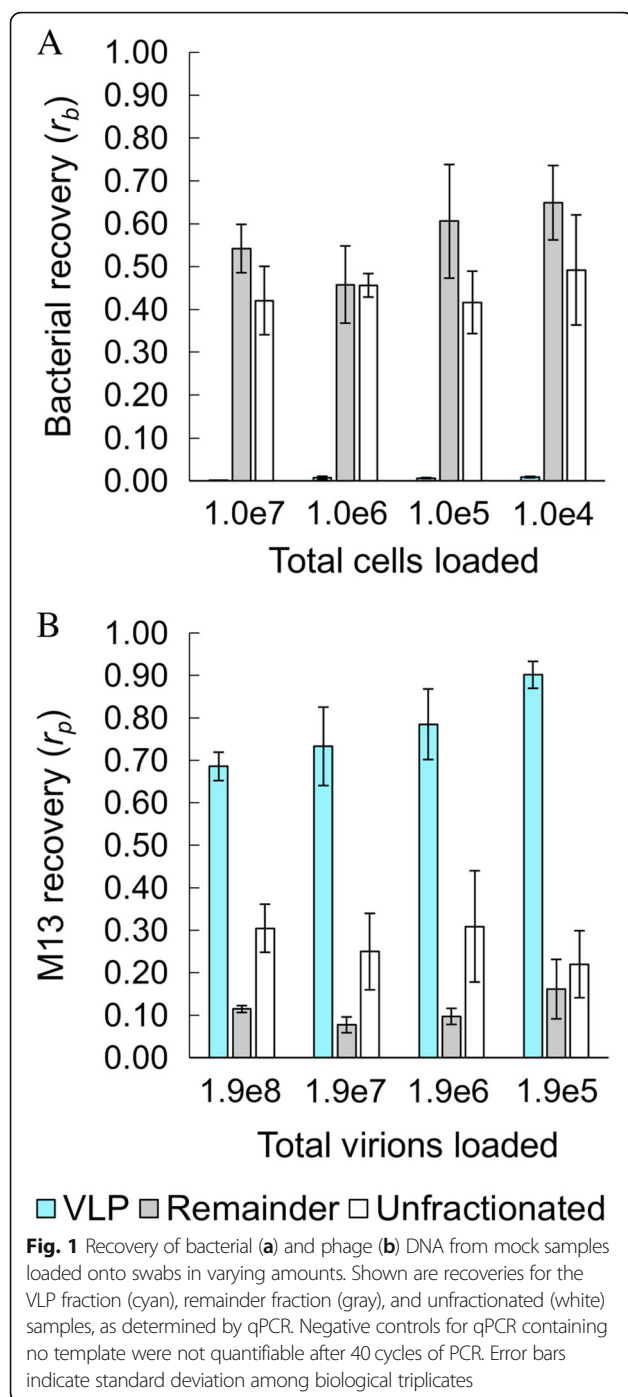 A
Bacterial recovery (r_b)
1.00
0.90
0.80
0.70
0.60
0.50
0.40
0.30
0.20
0.10
0.00
1.0e7 1.0e6 1.0e5 1.0e4
Total cells loaded
B
M13 recovery (r_p)
1.00
0.90
0.80
0.70
0.60
0.50
0.40
0.30
0.20
0.10
0.00
1.9e8 1.9e7 1.9e6 1.9e5
Total virions loaded
VLP Remainder Unfractionated
Fig. 1 Recovery of bacterial (a) and phage (b) DNA from mock samples
loaded onto swabs in varying amounts. Shown are recoveries for the
VLP fraction (cyan), remainder fraction (gray), and unfractionated (white)
samples, as determined by qPCR. Negative controls for qPCR containing
no template were not quantifiable after 40 cycles of PCR. Error bars
indicate standard deviation among biological triplicates